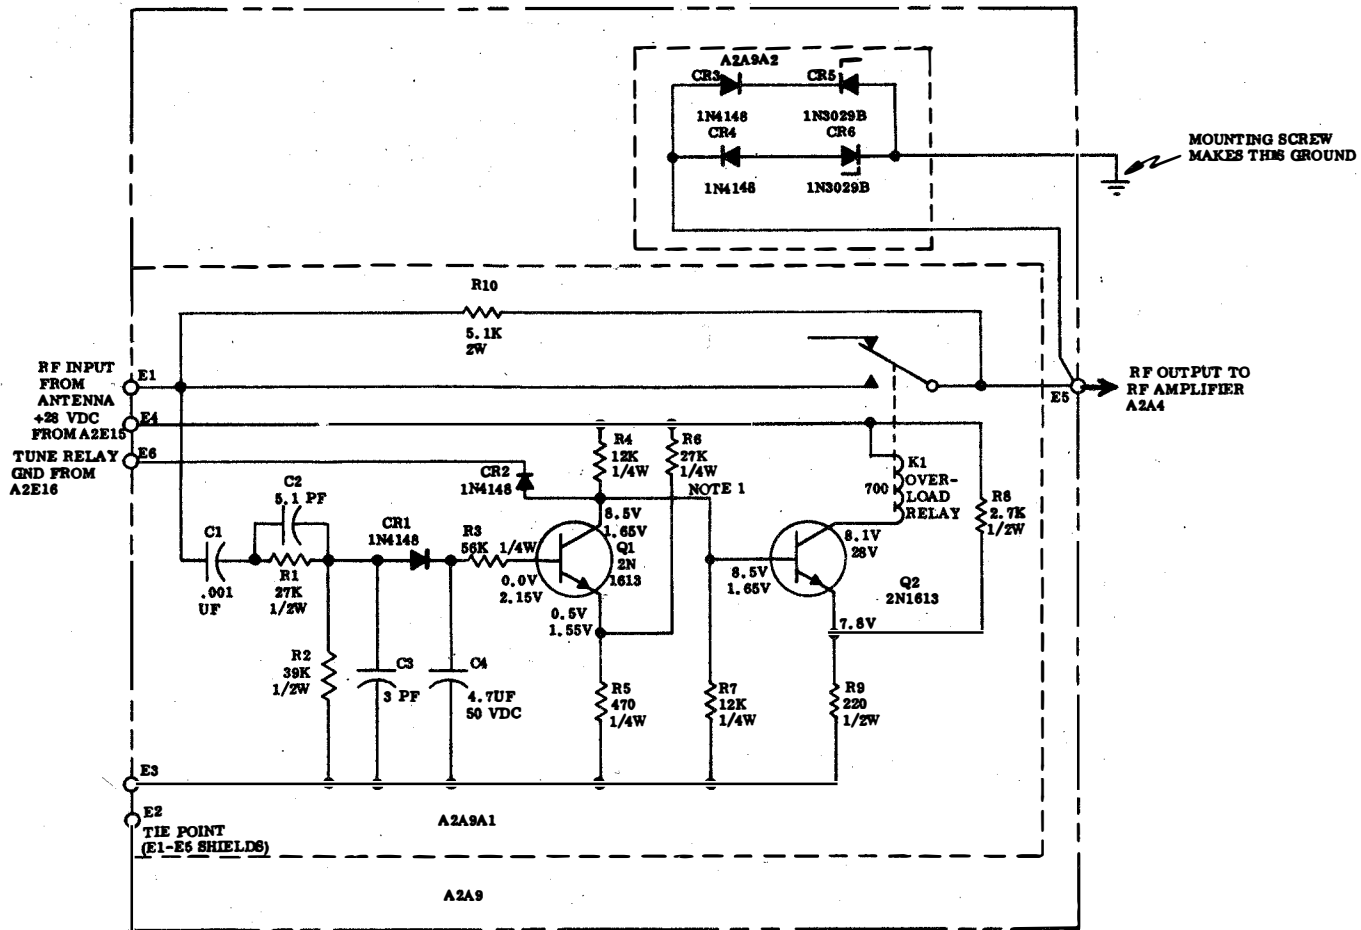 A2A9A2
CR3
CR5
1N4148
1N3029B
CR4
CR6
1N4148
1N3029B
MOUNTING SCREW
MAKES THIS GROUND
R10
5.1K
2W
RF INPUT
FROM
ANTENNA
E1
+28 VDC
FROM A2E15
E4
TUNE RELAY
GND FROM
A2E16
E6
E5
RF OUTPUT TO
RF AMPLIFIER
A2A4
C2
5.1 PF
C1
.001
UF
R1
27K
1/2W
CR1
1N4148
R3
56K
1/4W
CR2
1N4148
R4
12K
1/4W
R6
27K
1/4W
NOTE 1
8.5V
1.65V
Q1
2N
1613
0.0V
2.15V
0.5V
1.55V
K1
OVER-
LOAD
RELAY
700
R8
2.7K
1/2W
8.1V
28V
8.5V
1.65V
Q2
2N1613
7.8V
R2
39K
1/2W
C3
3 PF
C4
4.7UF
50 VDC
R5
470
1/4W
R7
12K
1/4W
R9
220
1/2W
E3
E2
TIE POINT
(E1-E5 SHIELDS)
A2A9A1
A2A9